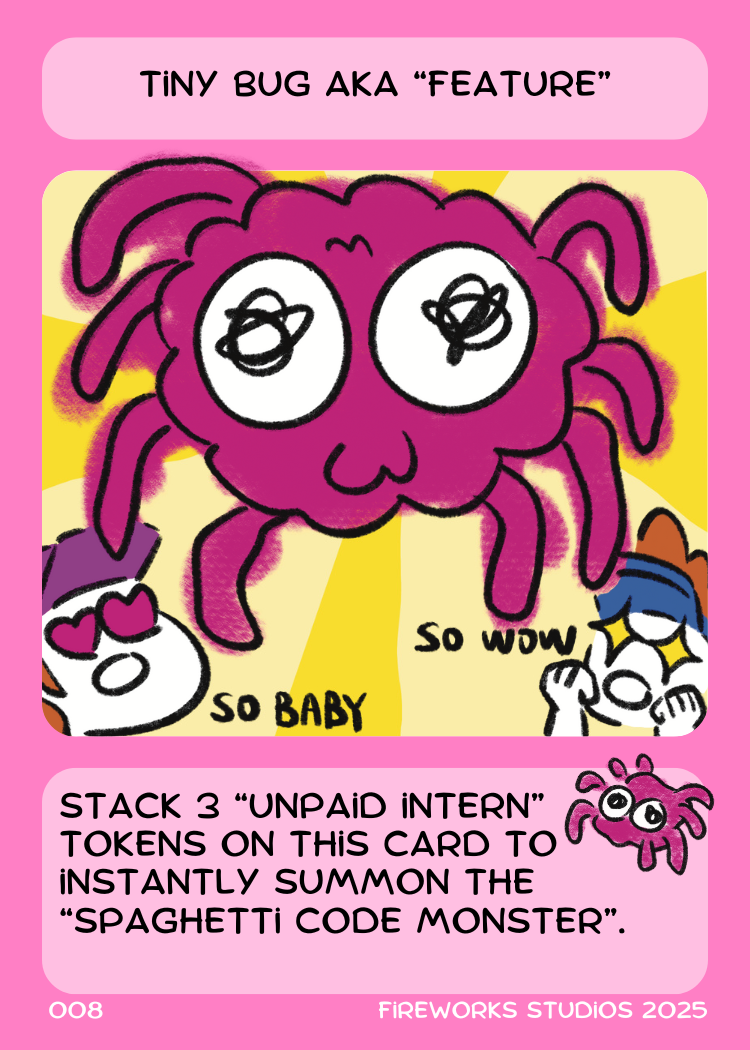 TiNY BUG AKA “FEATURE”
SO WOW
SO BABY
STACK 3 “UNPAiD iNTERN”
TOKENS ON THiS CARD TO
iNSTANTLY SUMMON THE
“SPAGHETTi CODE MONSTER”.
008
FiREWORKS STUDiOS 2025